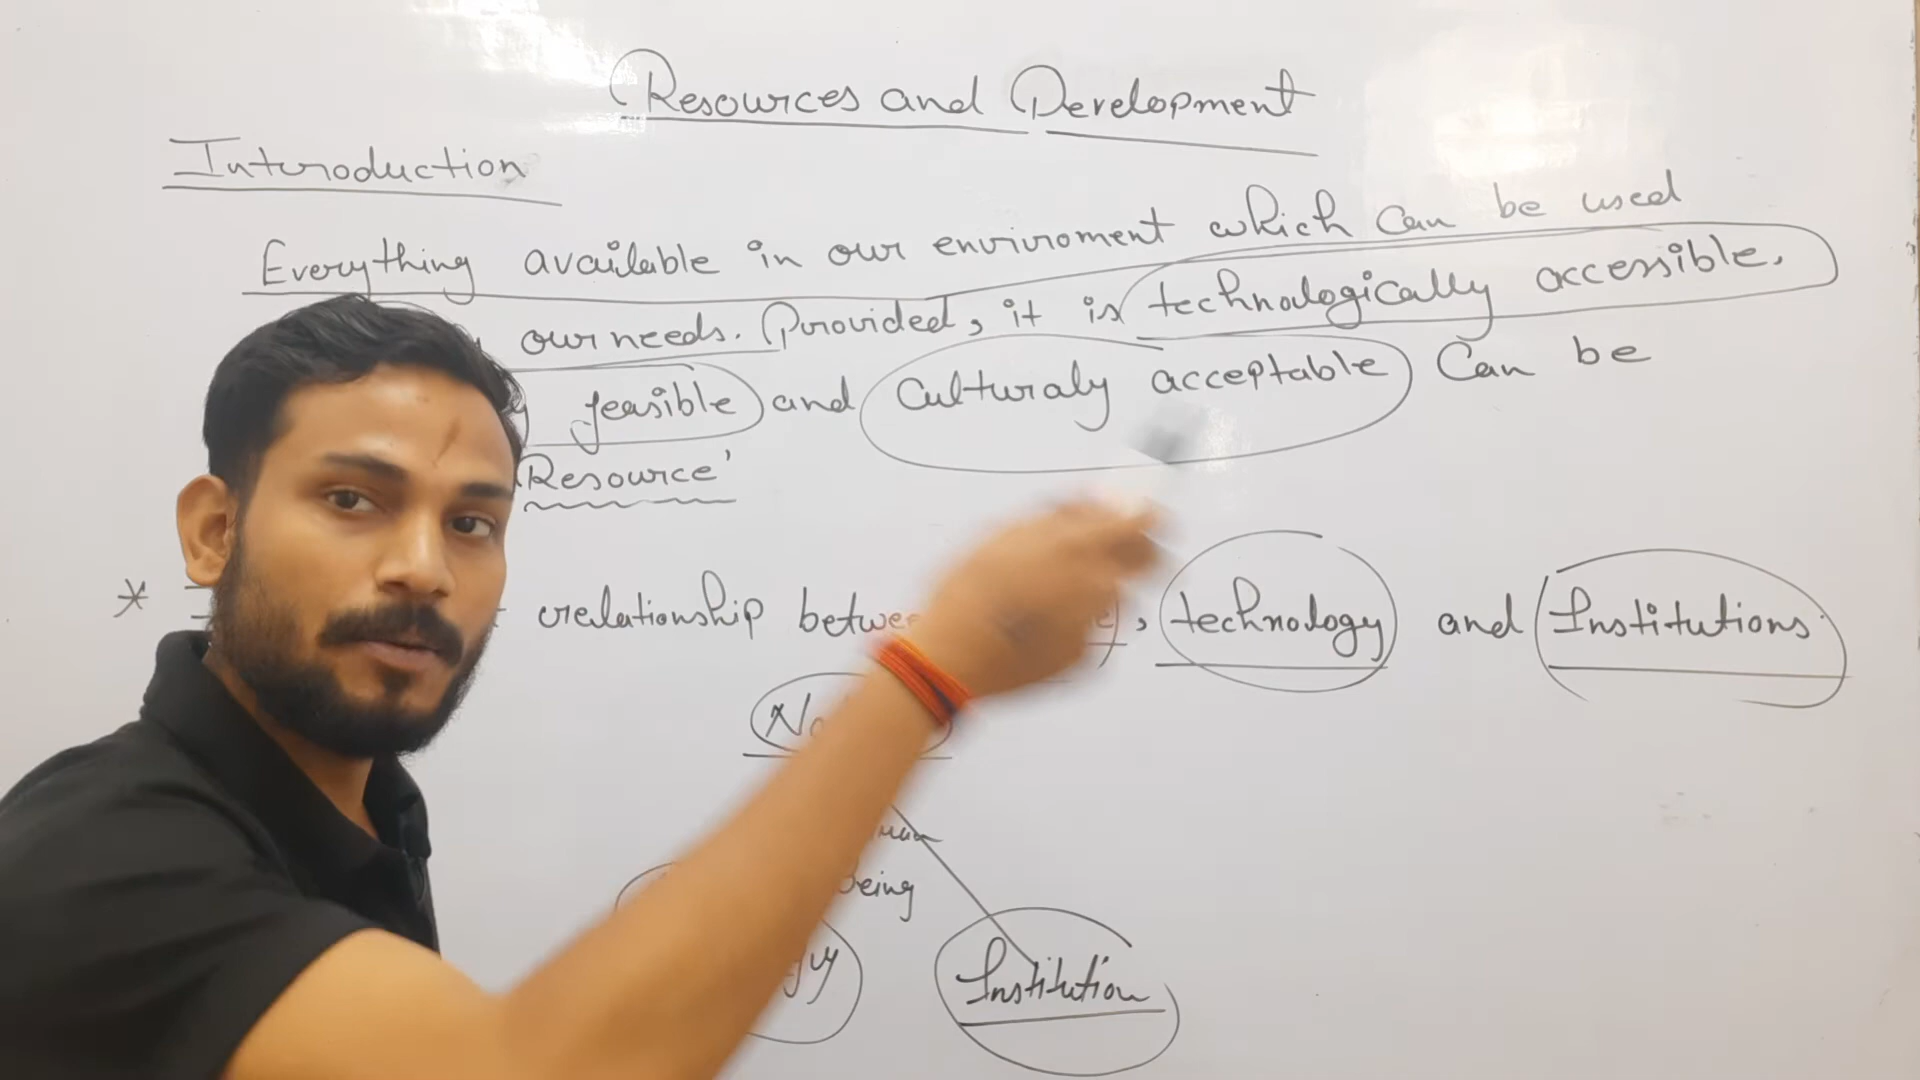 Resources and Development
Introduction
Everything available in our enviroment which can be used
our needs. Provided, it is technologically accessible,
feasible and Culturaly acceptable Can be
Resource'
* relationship between , technology and Institutions.
Being
Institution